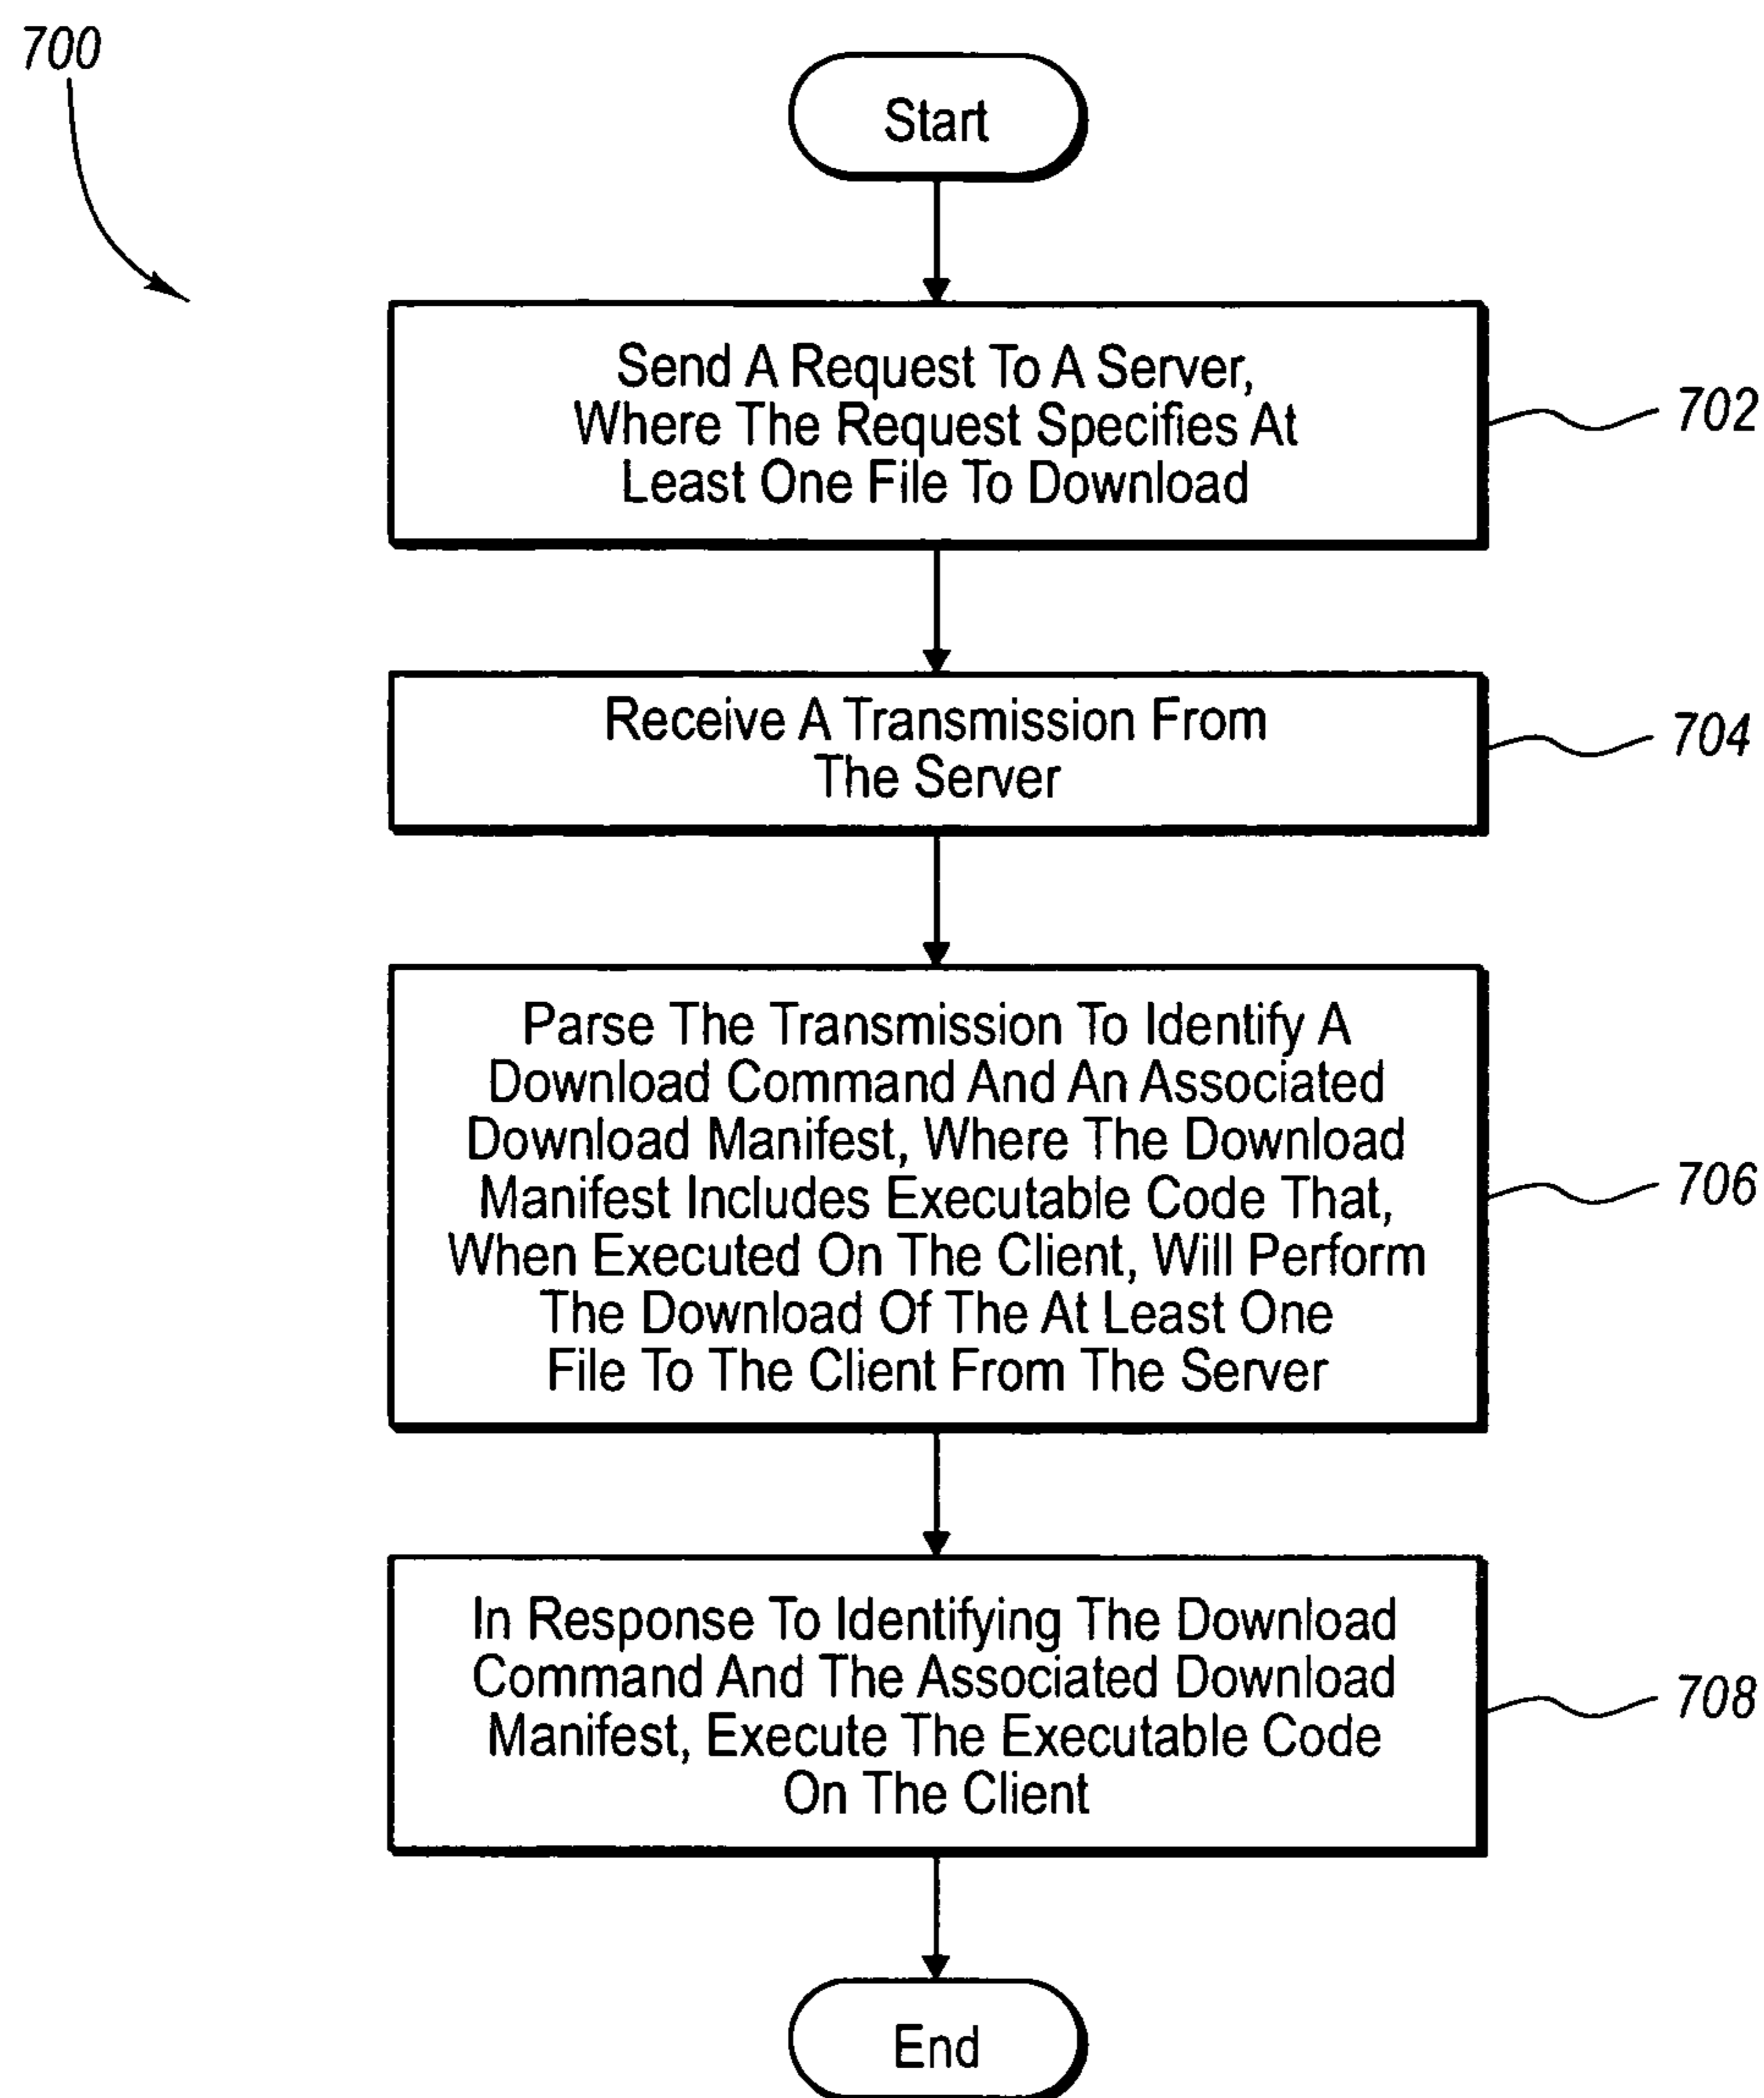 700
Start
Send A Request To A Server,
Where The Request Specifies At
Least One File To Download
702
Receive A Transmission From
The Server
704
Parse The Transmission To Identify A
Download Command And An Associated
Download Manifest, Where The Download
Manifest Includes Executable Code That,
When Executed On The Client, Will Perform
The Download Of The At Least One
File To The Client From The Server
706
In Response To Identifying The Download
Command And The Associated Download
Manifest, Execute The Executable Code
On The Client
708
End